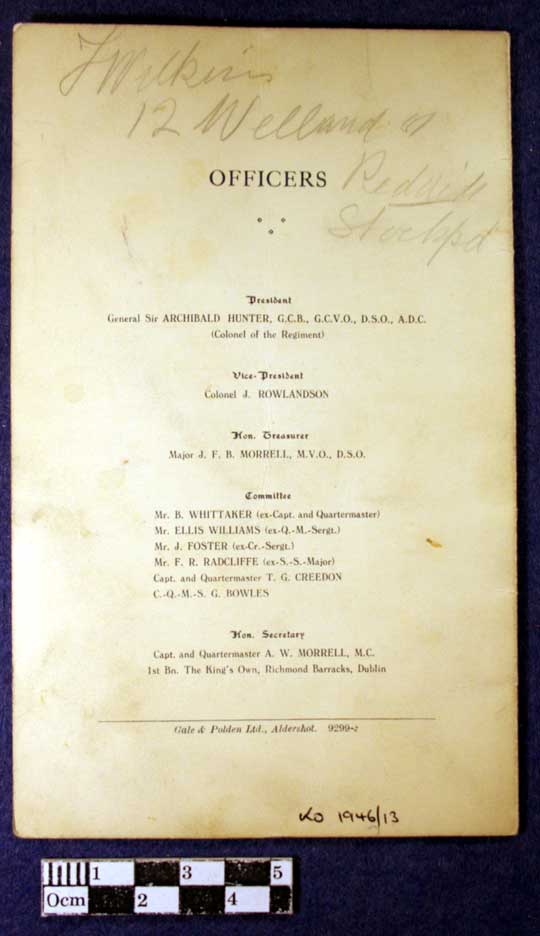 J Wilkins
12 Welland St
OFFICERS
Reddish
Stockpt
President
General Sir ARCHIBALD HUNTER, G.C.B., G.C.V.O., D.S.O., A.D.C.
(Colonel of the Regiment)
Vice-President
Colonel J. ROWLANDSON
Hon. Treasurer
Major J. F. B. MORRELL, M.V.O., D.S.O.
Committee
Mr. B. WHITTAKER (ex-Capt. and Quartermaster)
Mr. ELLIS WILLIAMS (ex-Q.-M.-Sergt.)
Mr. J. FOSTER (ex-Cr.-Sergt.)
Mr. F. R. RADCLIFFE (ex-S.-S.-Major)
Capt. and Quartermaster T. G. CREEDON
C.-Q.-M.-S. G. BOWLES
Hon. Secretary
Capt. and Quartermaster A. W. MORRELL, M.C.
1st Bn. The King's Own, Richmond Barracks, Dublin
Gale & Polden Ltd., Aldershot. 9299-z
KO 1946/13
1 3 5
0cm 2 4